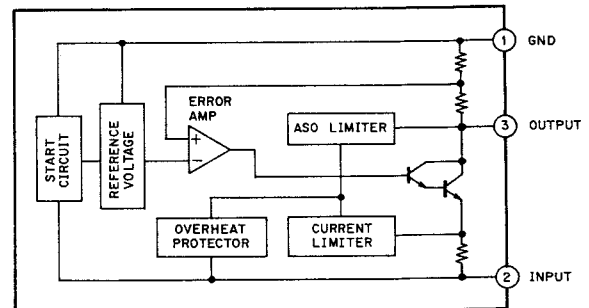 1 GND
ERROR
AMP
ASO LIMITER
3 OUTPUT
START
CIRCUIT
REFERENCE
VOLTAGE
+
−
OVERHEAT
PROTECTOR
CURRENT
LIMITER
2 INPUT